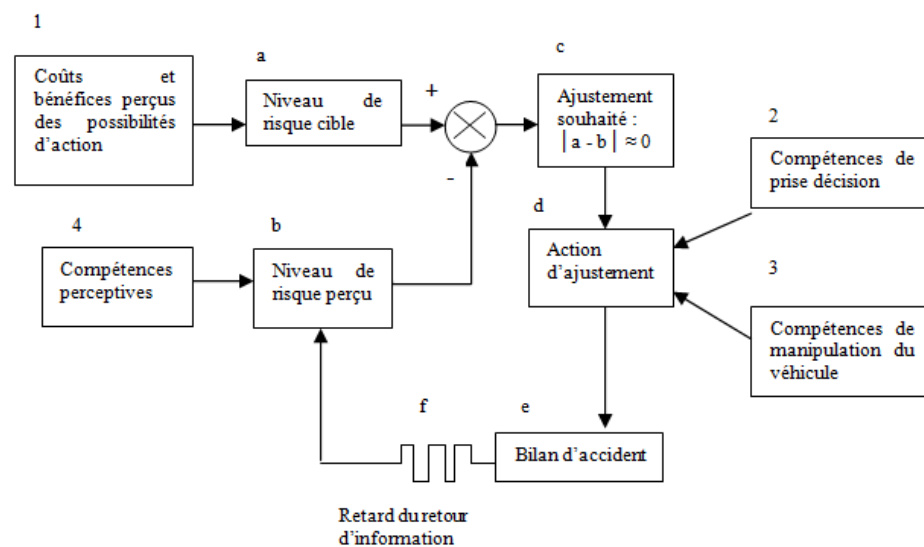 1
Coûts et
bénéfices perçus
des possibilités
d'action
a
Niveau de
risque cible
+
-
c
Ajustement
souhaité :
| a - b | ≈ 0
2
Compétences de
prise décision
4
Compétences
perceptives
b
Niveau de
risque perçu
d
Action
d'ajustement
3
Compétences de
manipulation du
véhicule
f
e
Bilan d'accident
Retard du retour
d'information